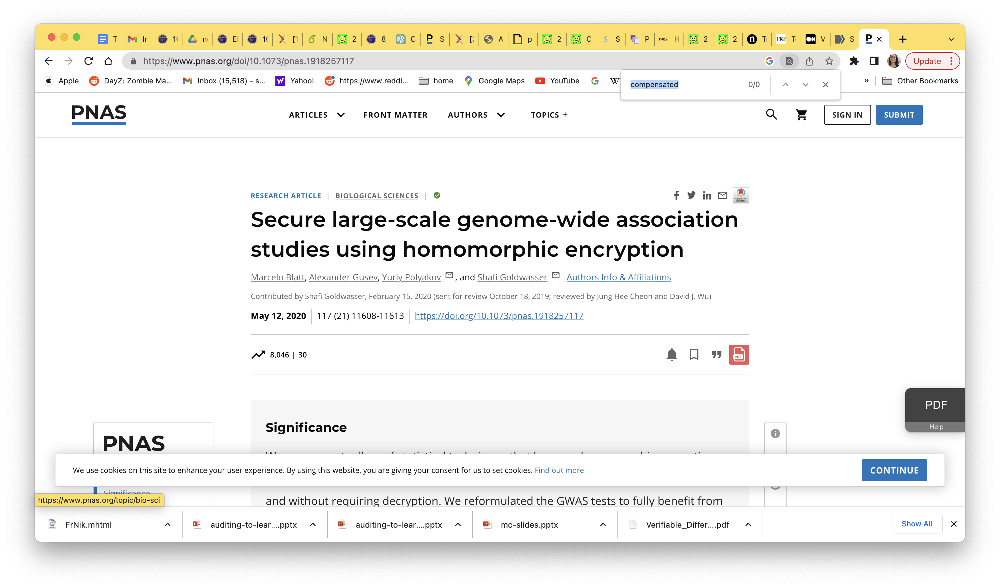 T In 16 n E 16 [1 N 2 8 C S [2 A p 2 C S P NIST H 2 2 T PKP T V S
https://www.pnas.org/doi/10.1073/pnas.1918257117
Update
Apple DayZ: Zombie Ma... Inbox (15,518) - s... Yahoo! https://www.reddi... home Google Maps YouTube W » Other Bookmarks
compensated 0/0
PNAS ARTICLES FRONT MATTER AUTHORS TOPICS + SIGN IN SUBMIT
RESEARCH ARTICLE | BIOLOGICAL SCIENCES |
Check for
updates
Secure large-scale genome-wide association
studies using homomorphic encryption
Marcelo Blatt, Alexander Gusev, Yuriy Polyakov , and Shafi Goldwasser Authors Info & Affiliations
Contributed by Shafi Goldwasser, February 15, 2020 (sent for review October 18, 2019; reviewed by Jung Hee Cheon and David J. Wu)
May 12, 2020 117 (21) 11608-11613 https://doi.org/10.1073/pnas.1918257117
8,046 | 30
PDF
PDF
Help
Significance
PNAS
We use cookies on this site to enhance your user experience. By using this website, you are giving your consent for us to set cookies. Find out more
CONTINUE
Significance
https://www.pnas.org/topic/bio-sci
and without requiring decryption. We reformulated the GWAS tests to fully benefit from
FrNik.mhtml auditing-to-lear....pptx auditing-to-lear....pptx mc-slides.pptx Verifiable_Differ....pdf Show All